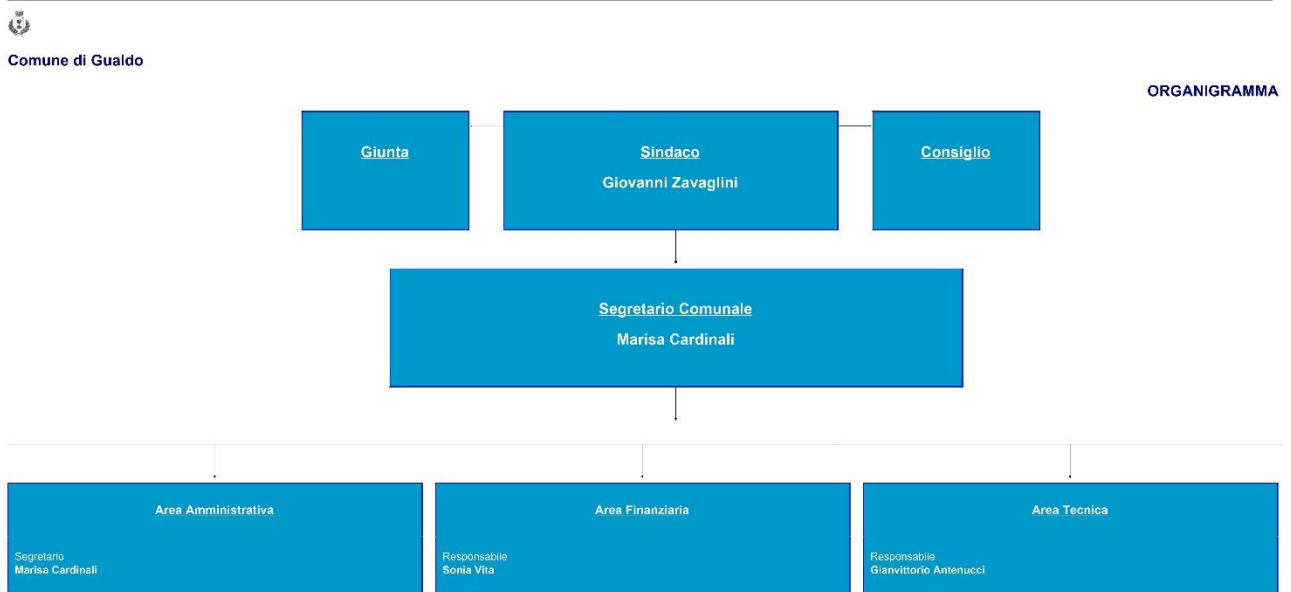 Comune di Gualdo
ORGANIGRAMMA
Giunta
Sindaco
Giovanni Zavaglini
Consiglio
Segretario Comunale
Marisa Cardinali
Area Amministrativa
Segretario
Marisa Cardinali
Area Finanziaria
Responsabile
Sonia Vita
Area Tecnica
Responsabile
Gianvittorio Antenucci